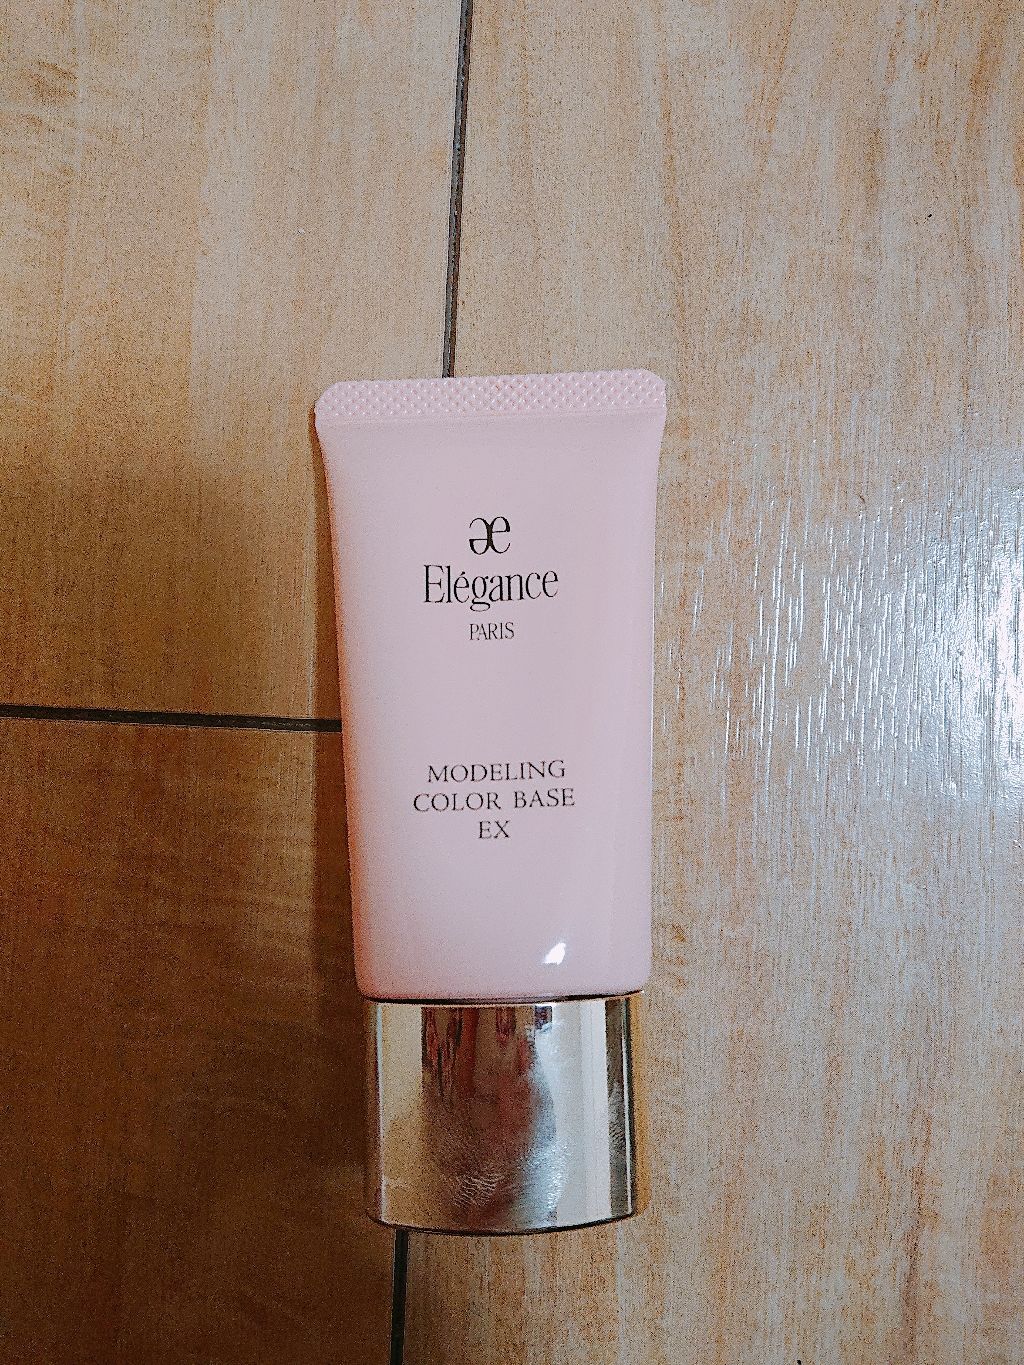 æ
Elégance
PARIS
MODELING
COLOR BASE
EX